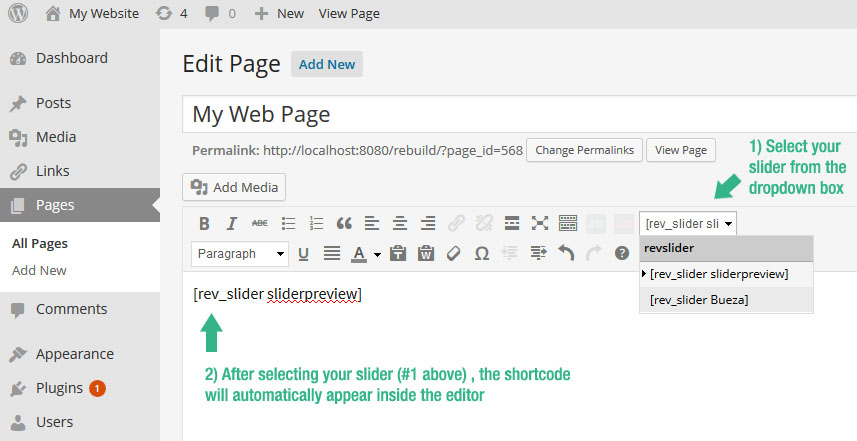 My Website 4 0 + New View Page
Dashboard
Posts
Media
Links
Pages
All Pages
Add New
Comments
Appearance
Plugins 1
Users
Edit Page Add New
My Web Page
Permalink: http://localhost:8080/rebuild/?page_id=568 Change Permalinks View Page
1) Select your
slider from the
dropdown box
Add Media
B I ABC [rev_slider sli
Paragraph U A T W Ω ?
revslider
[rev_slider sliderpreview]
[rev_slider Bueza]
[rev_slider sliderpreview]
2) After selecting your slider (#1 above) , the shortcode
will automatically appear inside the editor